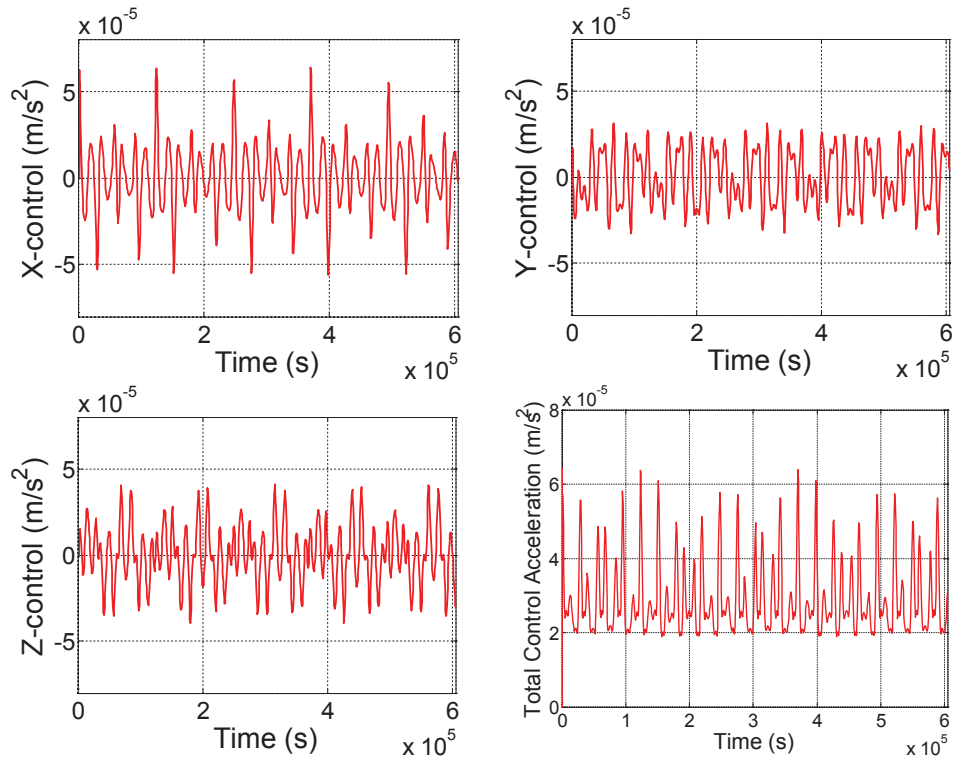 x 10^-5
X-control (m/s^2)
5
0
-5
0 2 4 6
Time (s)
x 10^5
x 10^-5
Y-control (m/s^2)
5
0
-5
0 2 4 6
Time (s)
x 10^5
x 10^-5
Z-control (m/s^2)
5
0
-5
0 2 4 6
Time (s)
x 10^5
x 10^-5
Total Control Acceleration (m/s^2)
8
6
4
2
0
0 1 2 3 4 5 6
Time (s)
x 10^5